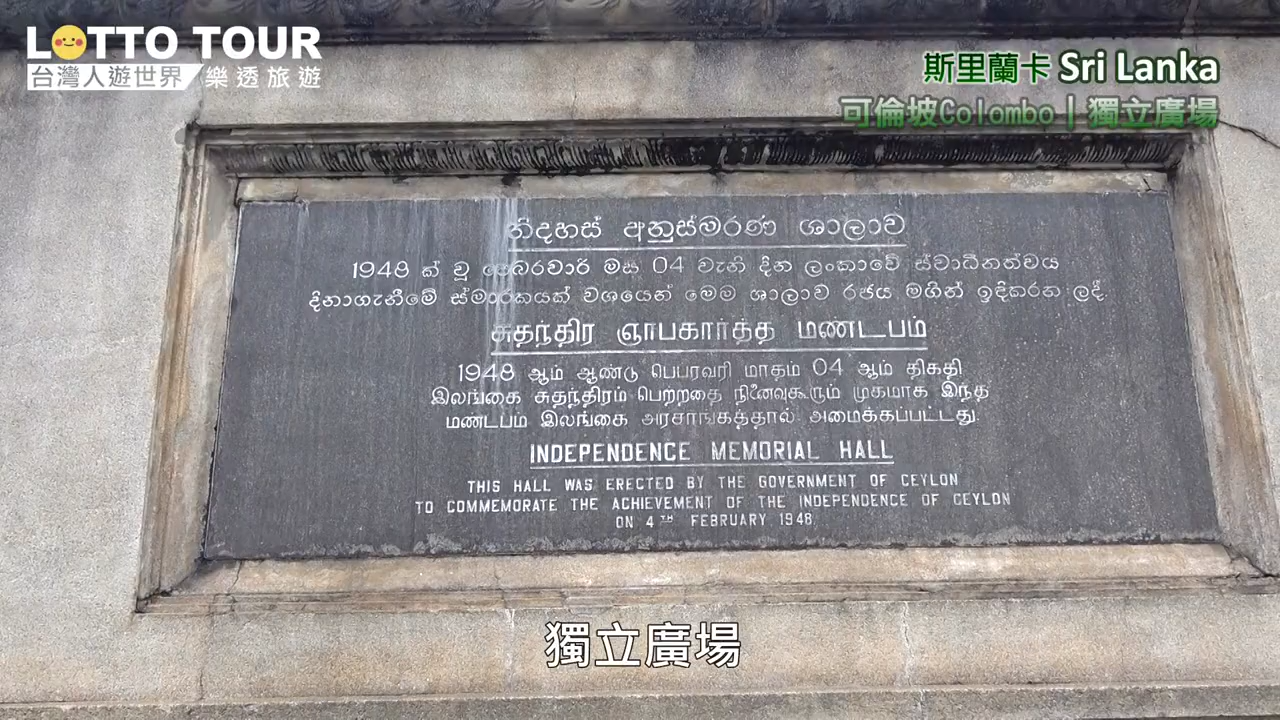 LOTTO TOUR
台灣人遊世界 樂透旅遊
斯里蘭卡 Sri Lanka
可倫坡Colombo | 獨立廣場
නිදහස් අනුස්මරණ ශාලාව
1948 ක් වූ පෙබරවාරි මස 04 වැනි දින ලංකාවේ ස්වාධීනත්වය
දිනාගැනීමේ ස්මාරකයක් වශයෙන් මෙම ශාලාව රජය මගින් ඉදිකරන ලදී.
சுதந்திர ஞாபகார்த்த மண்டபம்
1948 ஆம் ஆண்டு பெபரவரி மாதம் 04 ஆம் திகதி
இலங்கை சுதந்திரம் பெற்றதை நினைவுகூரும் முகமாக இந்த
மண்டபம் இலங்கை அரசாங்கத்தால் அமைக்கப்பட்டது.
INDEPENDENCE MEMORIAL HALL
THIS HALL WAS ERECTED BY THE GOVERNMENT OF CEYLON
TO COMMEMORATE THE ACHIEVEMENT OF THE INDEPENDENCE OF CEYLON
ON 4TH FEBRUARY 1948.
獨立廣場